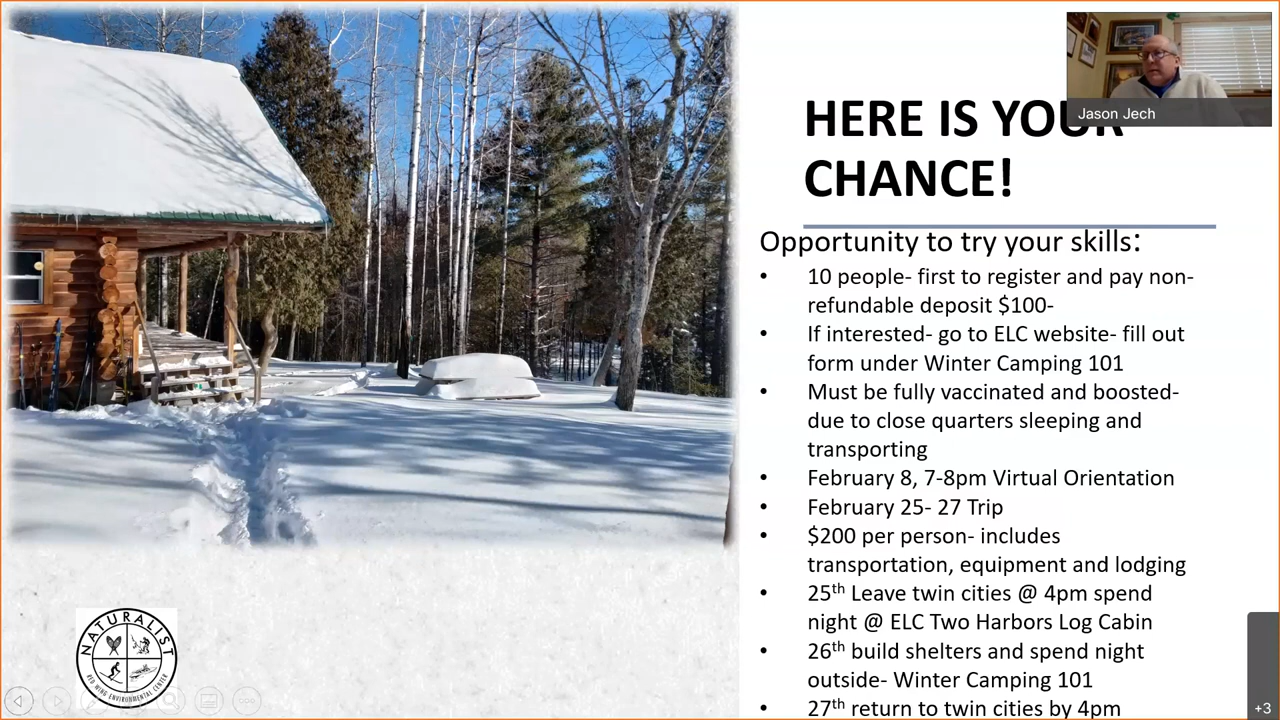 Jason Jech
HERE IS YOUR
CHANCE!
Opportunity to try your skills:
• 10 people- first to register and pay non-
refundable deposit $100-
• If interested- go to ELC website- fill out
form under Winter Camping 101
• Must be fully vaccinated and boosted-
due to close quarters sleeping and
transporting
• February 8, 7-8pm Virtual Orientation
• February 25- 27 Trip
• $200 per person- includes
transportation, equipment and lodging
• 25th Leave twin cities @ 4pm spend
night @ ELC Two Harbors Log Cabin
• 26th build shelters and spend night
outside- Winter Camping 101
• 27th return to twin cities by 4pm
NATURALIST
RED WING ENVIRONMENTAL CENTER
+3